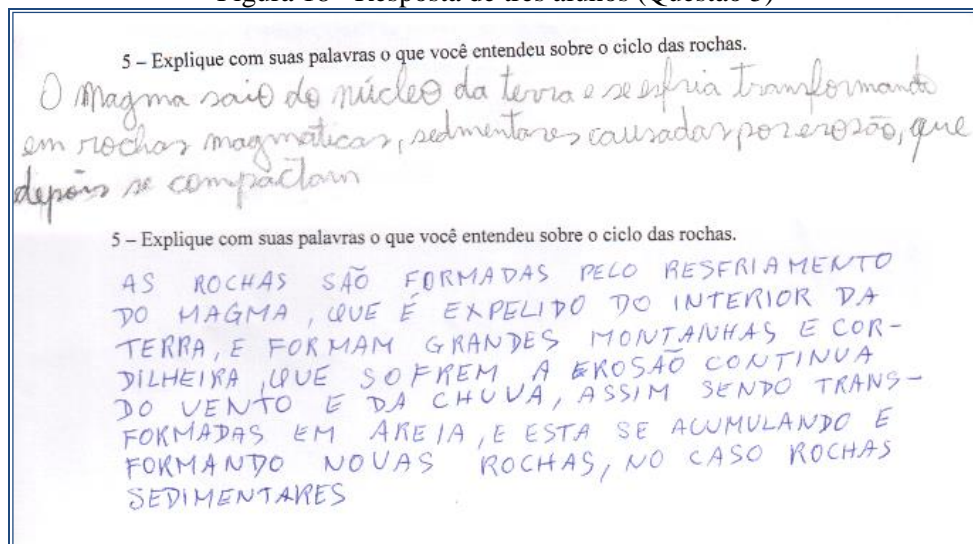 Figura 18 - Resposta de três alunos (Questão 5)
5 – Explique com suas palavras o que você entendeu sobre o ciclo das rochas.
O Magma saio do núcleo da terra e se esfria transformando
em rochas magmáticas, sedmentares causadas por erozão, que
depois se compactam
5 – Explique com suas palavras o que você entendeu sobre o ciclo das rochas.
AS ROCHAS SÃO FORMADAS PELO RESFRIAMENTO
DO MAGMA, QUE É EXPELIDO DO INTERIOR DA
TERRA, E FORMAM GRANDES MONTANHAS E COR-
DILHEIRA, QUE SOFREM A EROSÃO CONTINUA
DO VENTO E DA CHUVA, ASSIM SENDO TRANS-
FORMADAS EM AREIA, E ESTA SE ACUMULANDO E
FORMANDO NOVAS ROCHAS, NO CASO ROCHAS
SEDIMENTARES